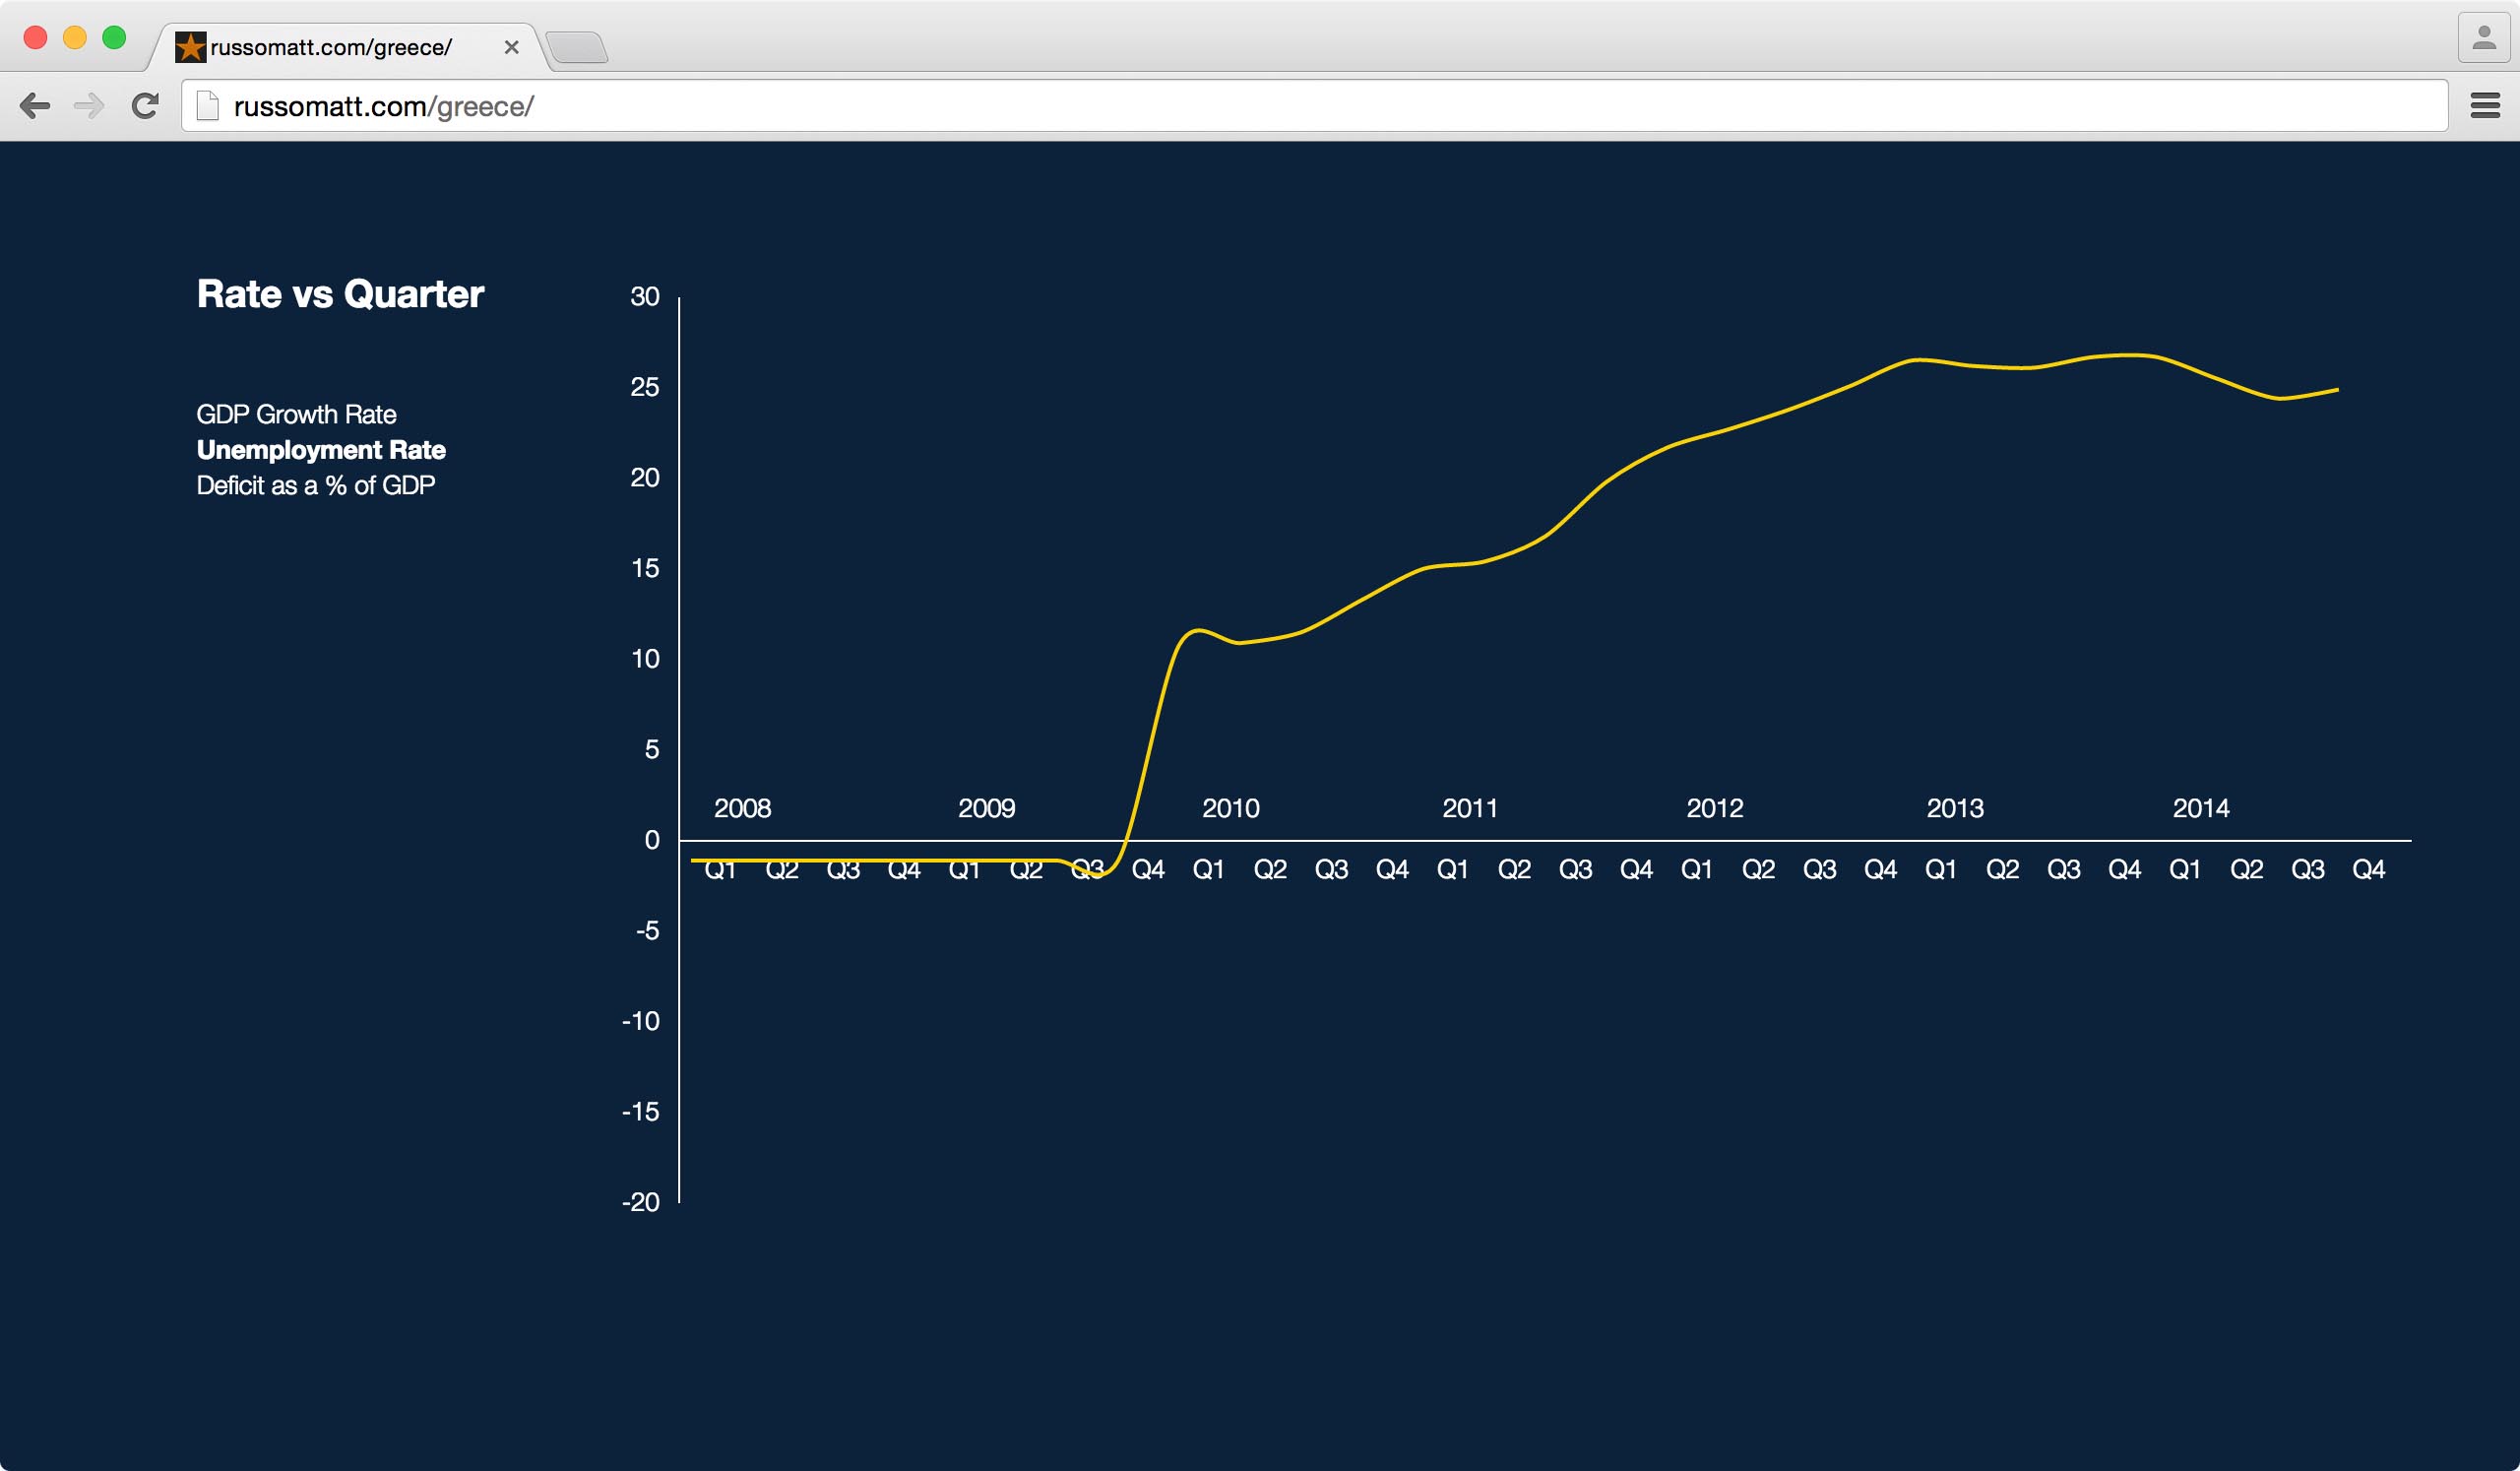 russomatt.com/greece/
russomatt.com/greece/
Rate vs Quarter
GDP Growth Rate
Unemployment Rate
Deficit as a % of GDP
30
25
20
15
10
5
0
-5
-10
-15
-20
2008 2009 2010 2011 2012 2013 2014
Q1 Q2 Q3 Q4 Q1 Q2 Q3 Q4 Q1 Q2 Q3 Q4 Q1 Q2 Q3 Q4 Q1 Q2 Q3 Q4 Q1 Q2 Q3 Q4 Q1 Q2 Q3 Q4